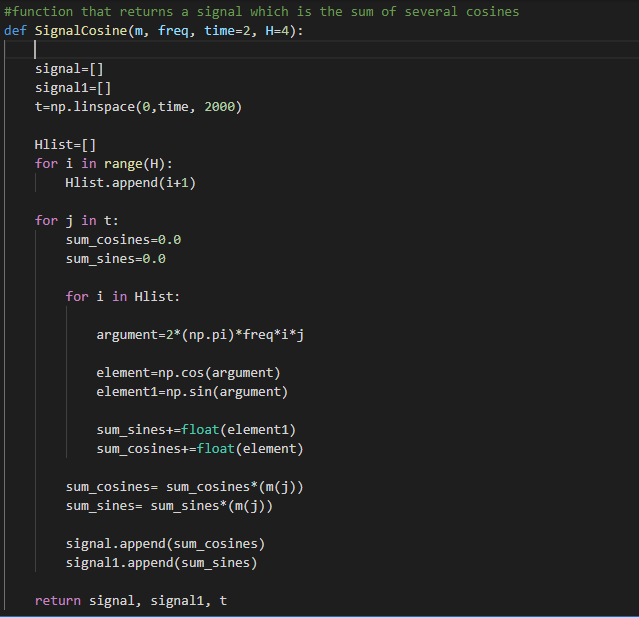 #function that returns a signal which is the sum of several cosines
def SignalCosine(m, freq, time=2, H=4):
signal=[]
signal1=[]
t=np.linspace(0,time, 2000)
Hlist=[]
for i in range(H):
Hlist.append(i+1)
for j in t:
sum_cosines=0.0
sum_sines=0.0
for i in Hlist:
argument=2*(np.pi)*freq*i*j
element=np.cos(argument)
element1=np.sin(argument)
sum_sines+=float(element1)
sum_cosines+=float(element)
sum_cosines= sum_cosines*(m(j))
sum_sines= sum_sines*(m(j))
signal.append(sum_cosines)
signal1.append(sum_sines)
return signal, signal1, t